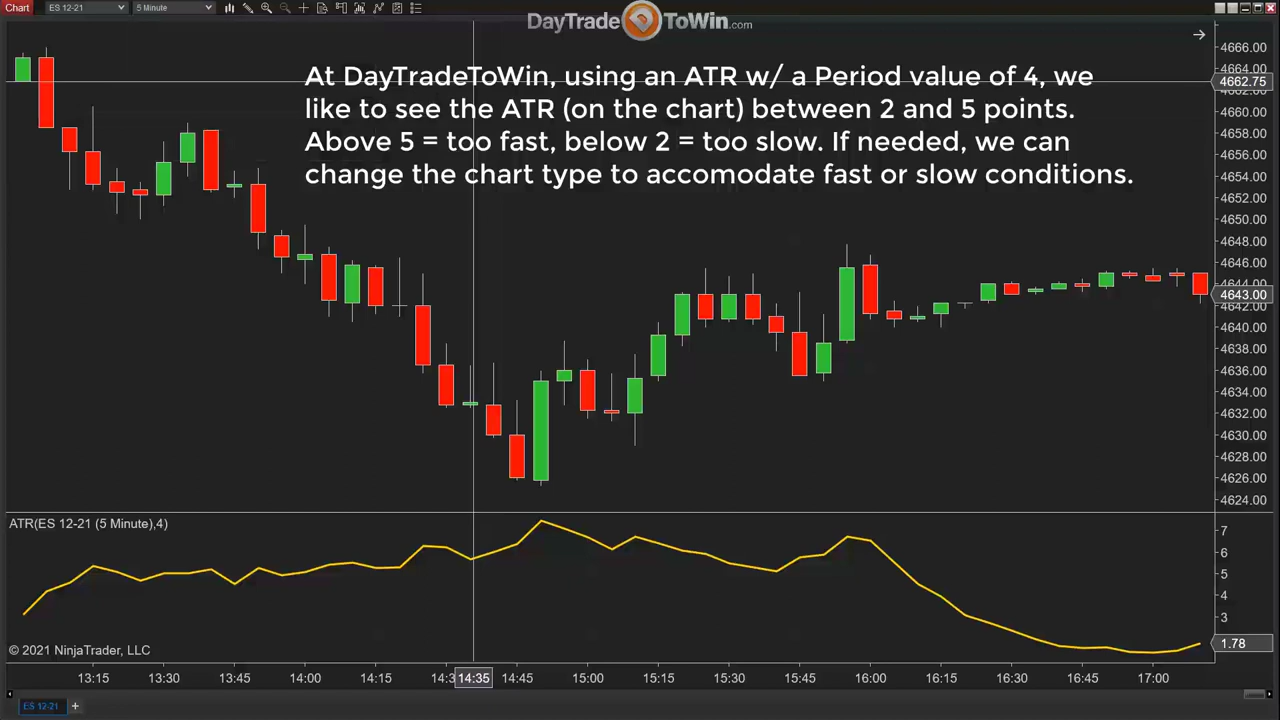 Chart ES 12-21 5 Minute
DayTradeToWin.com
At DayTradeToWin, using an ATR w/ a Period value of 4, we
like to see the ATR (on the chart) between 2 and 5 points.
Above 5 = too fast, below 2 = too slow. If needed, we can
change the chart type to accomodate fast or slow conditions.
4666.00
4664.00
4662.75
4660.00
4658.00
4656.00
4654.00
4652.00
4650.00
4648.00
4646.00
4643.00
4642.00
4640.00
4638.00
4636.00
4634.00
4632.00
4630.00
4628.00
4626.00
4624.00
ATR(ES 12-21 (5 Minute),4)
7
6
5
4
3
1.78
© 2021 NinjaTrader, LLC
13:15 13:30 13:45 14:00 14:15 14:35 14:45 15:00 15:15 15:30 15:45 16:00 16:15 16:30 16:45 17:00
ES 12-21 +